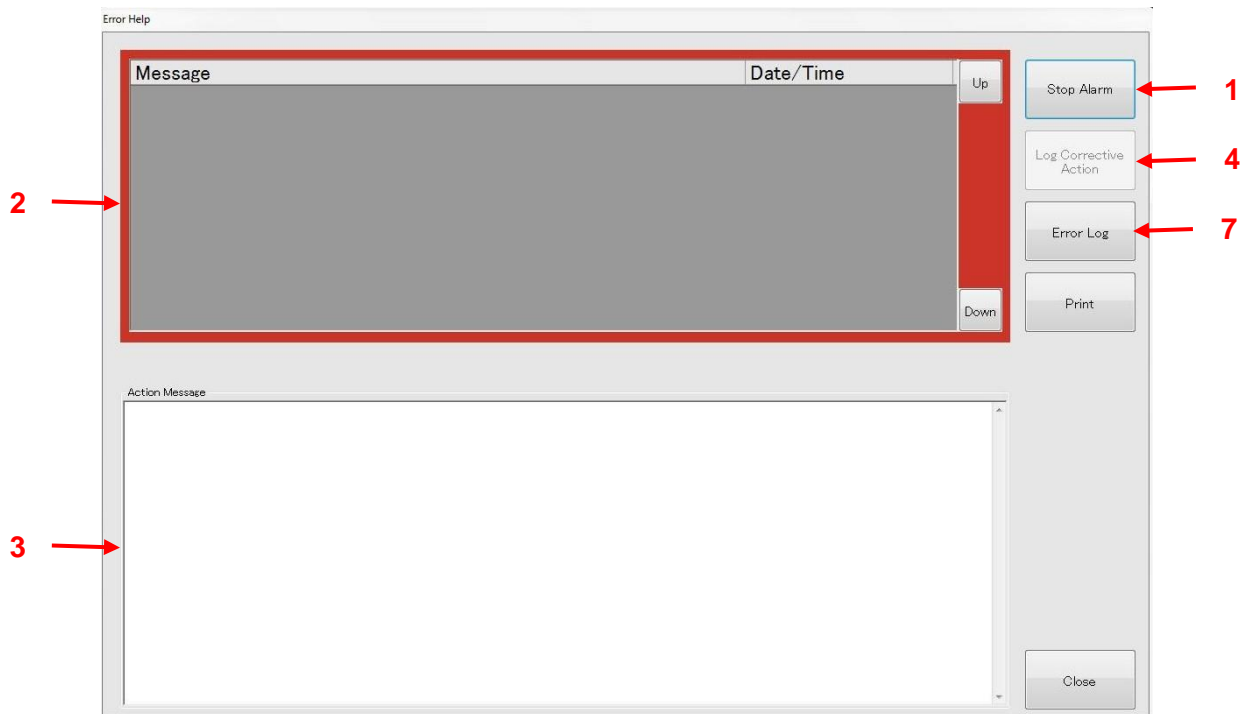 Error Help
Message Date/Time
Up
Stop Alarm
1
Log Corrective
Action
4
2
Error Log
7
Down
Print
Action Message
3
Close